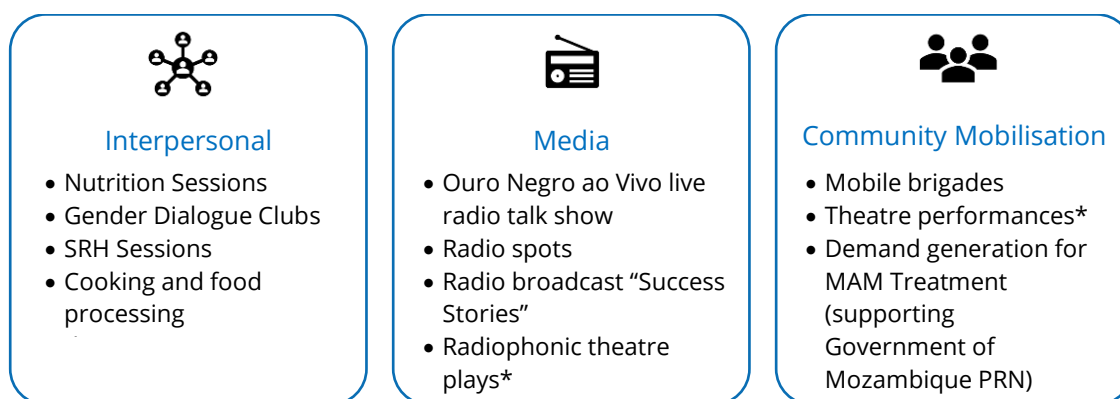 Interpersonal
• Nutrition Sessions
• Gender Dialogue Clubs
• SRH Sessions
• Cooking and food
processing
Media
• Ouro Negro ao Vivo live
radio talk show
• Radio spots
• Radio broadcast “Success
Stories”
• Radiophonic theatre
plays*
Community Mobilisation
• Mobile brigades
• Theatre performances*
• Demand generation for
MAM Treatment
(supporting
Government of
Mozambique PRN)